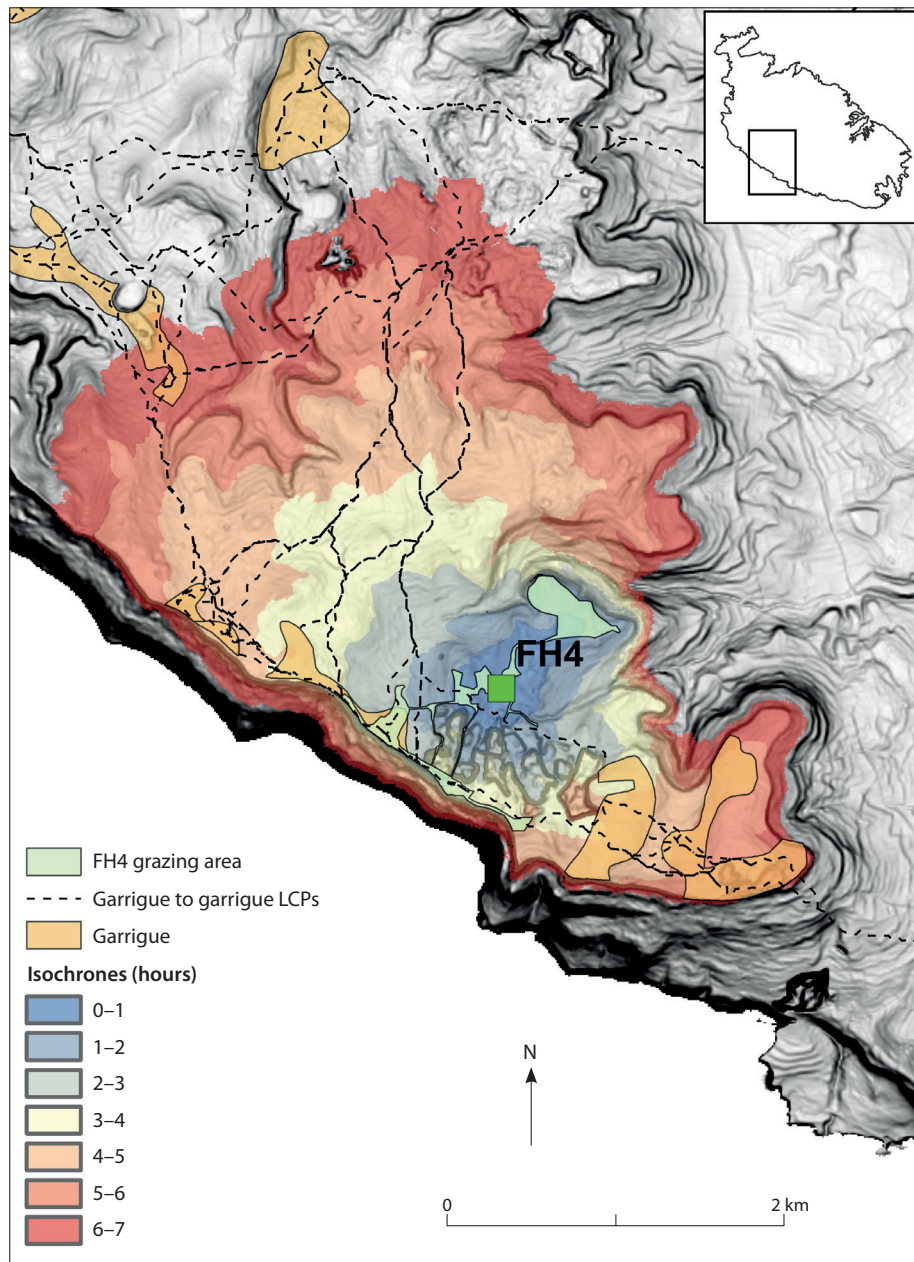 FH4
FH4 grazing area
Garrigue to garrigue LCPs
Garrigue
Isochrones (hours)
0–1
1–2
2–3
3–4
4–5
5–6
6–7
N
0
2 km